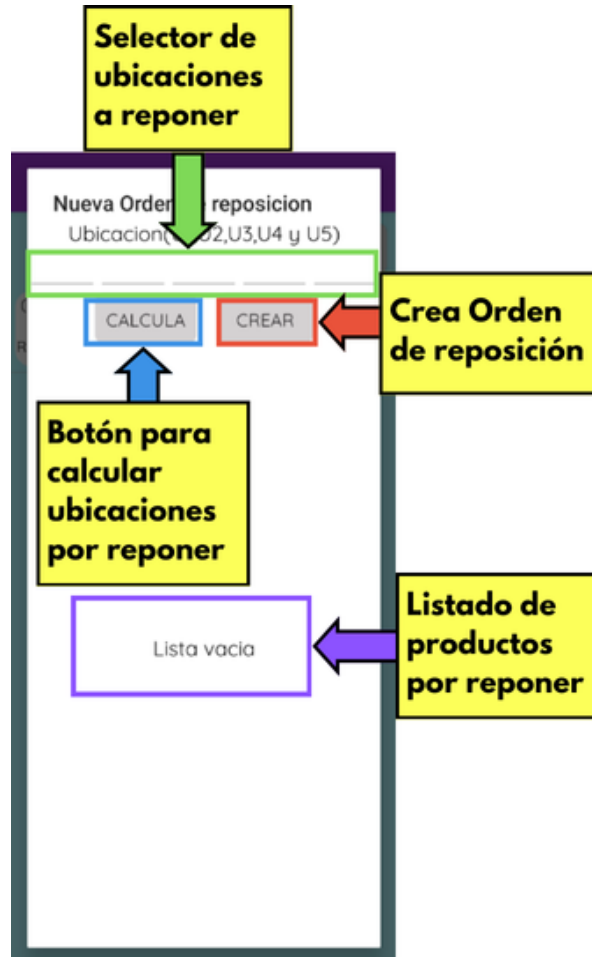 Selector de
ubicaciones
a reponer
Nueva Orden reposicion
Ubicacion( U2,U3,U4 y U5)
CALCULA
CREAR
Crea Orden
de reposición
Botón para
calcular
ubicaciones
por reponer
Lista vacia
Listado de
productos
por reponer